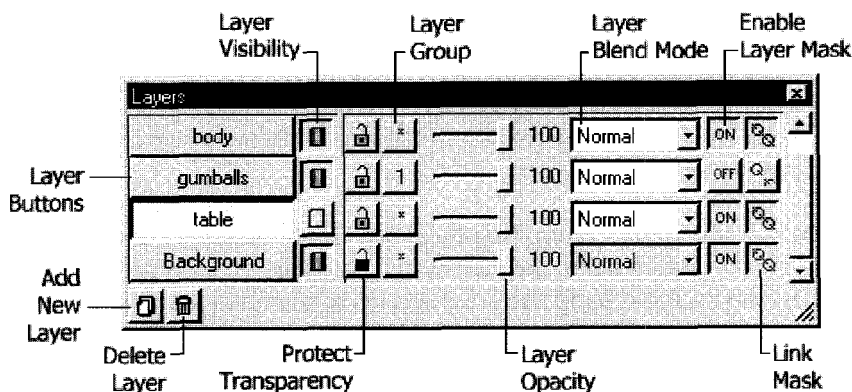 Layer Visibility
Layer Group
Layer Blend Mode
Enable Layer Mask
Layers
body * 100 Normal ON
Layer Buttons
gumballs 1 100 Normal OFF
table * 100 Normal ON
Background * 100 Normal ON
Add New Layer
Delete Layer
Protect Transparency
Layer Opacity
Link Mask